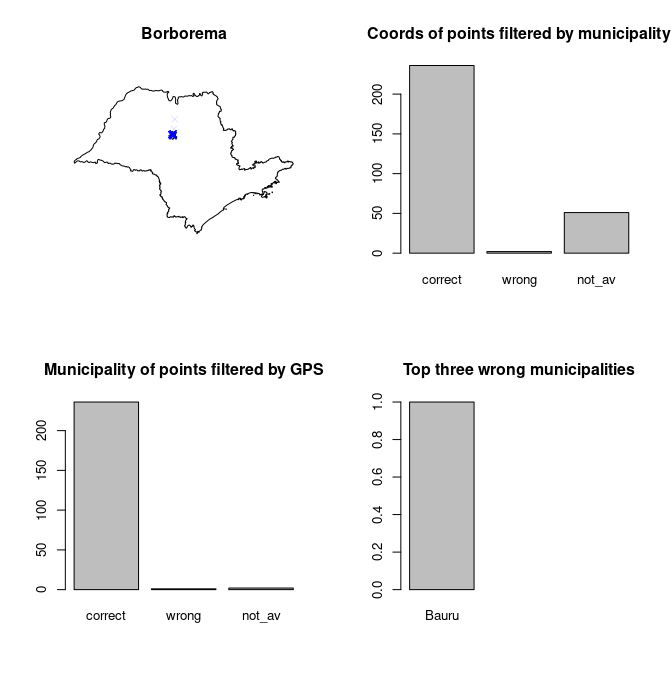 Borborema
Coords of points filtered by municipality
200
150
100
50
0
correct wrong not_av
Municipality of points filtered by GPS
200
150
100
50
0
correct wrong not_av
Top three wrong municipalities
1.0
0.8
0.6
0.4
0.2
0.0
Bauru